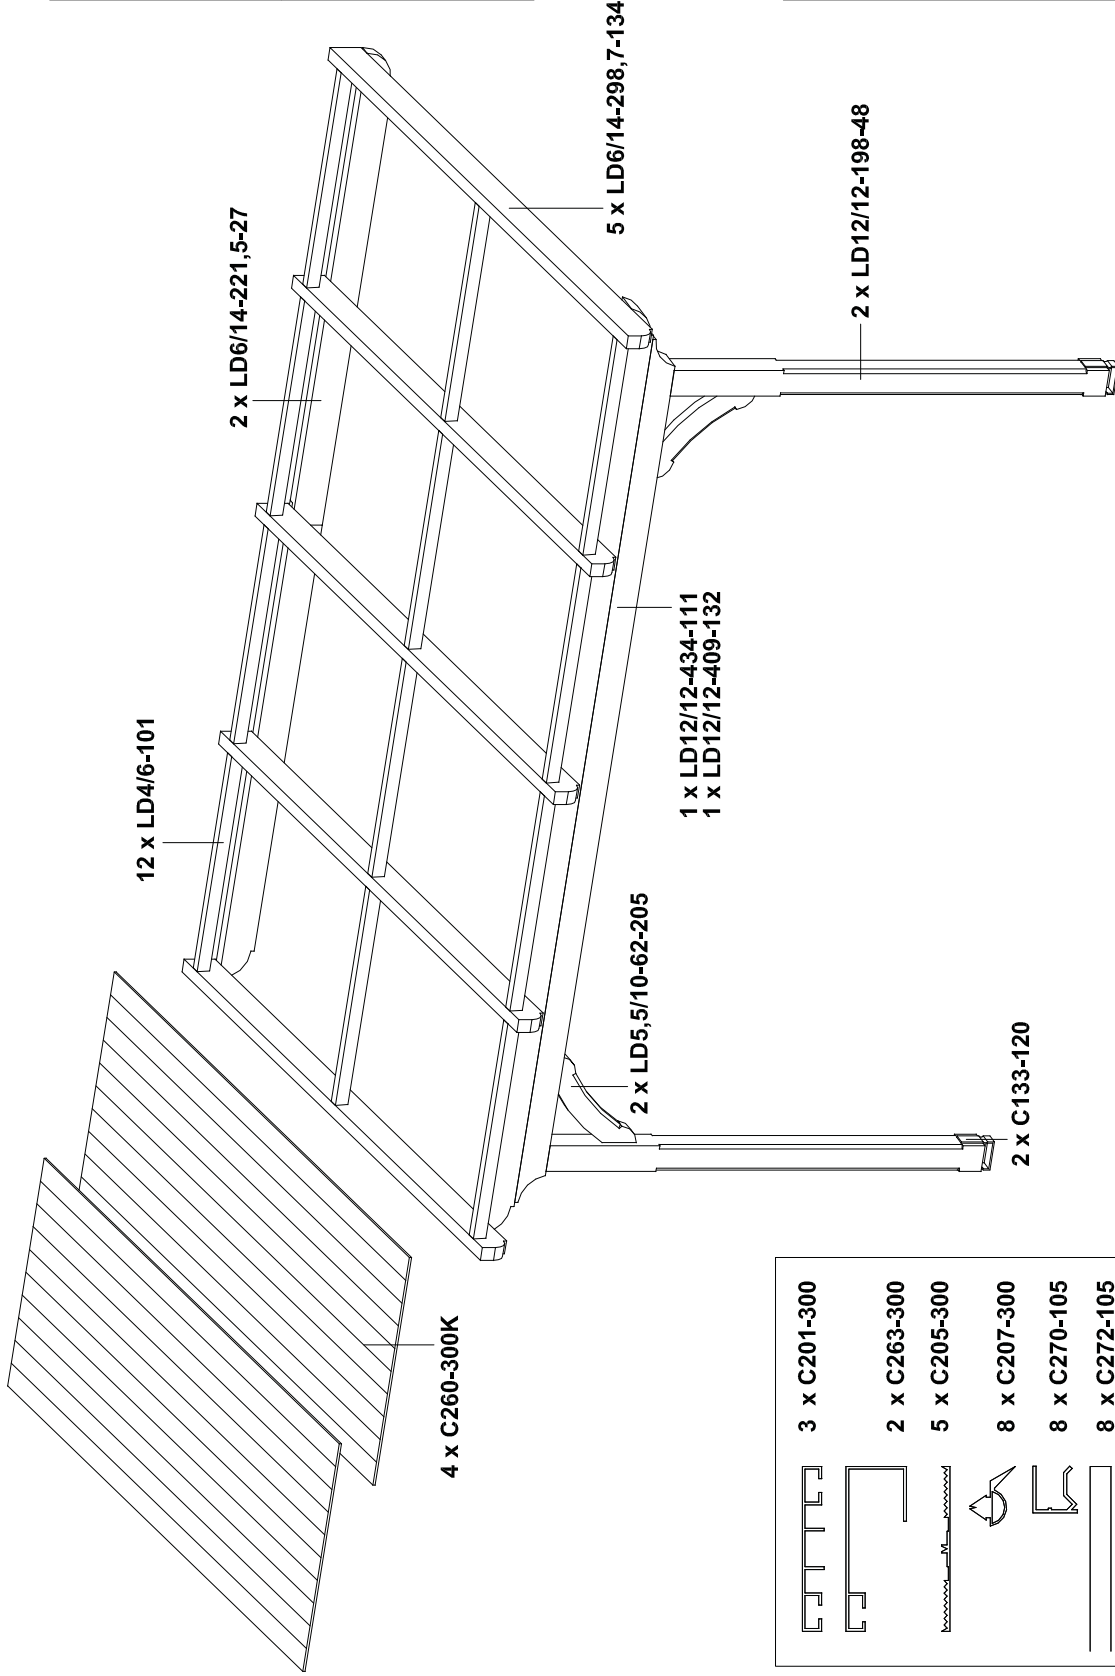 2 x LD6/14-221,5-27
5 x LD6/14-298,7-134
12 x LD4/6-101
2 x LD12/12-198-48
1 x LD12/12-434-111
1 x LD12/12-409-132
2 x LD5,5/10-62-205
2 x C133-120
4 x C260-300K
3 x C201-300
2 x C263-300
5 x C205-300
8 x C207-300
8 x C270-105
8 x C272-105